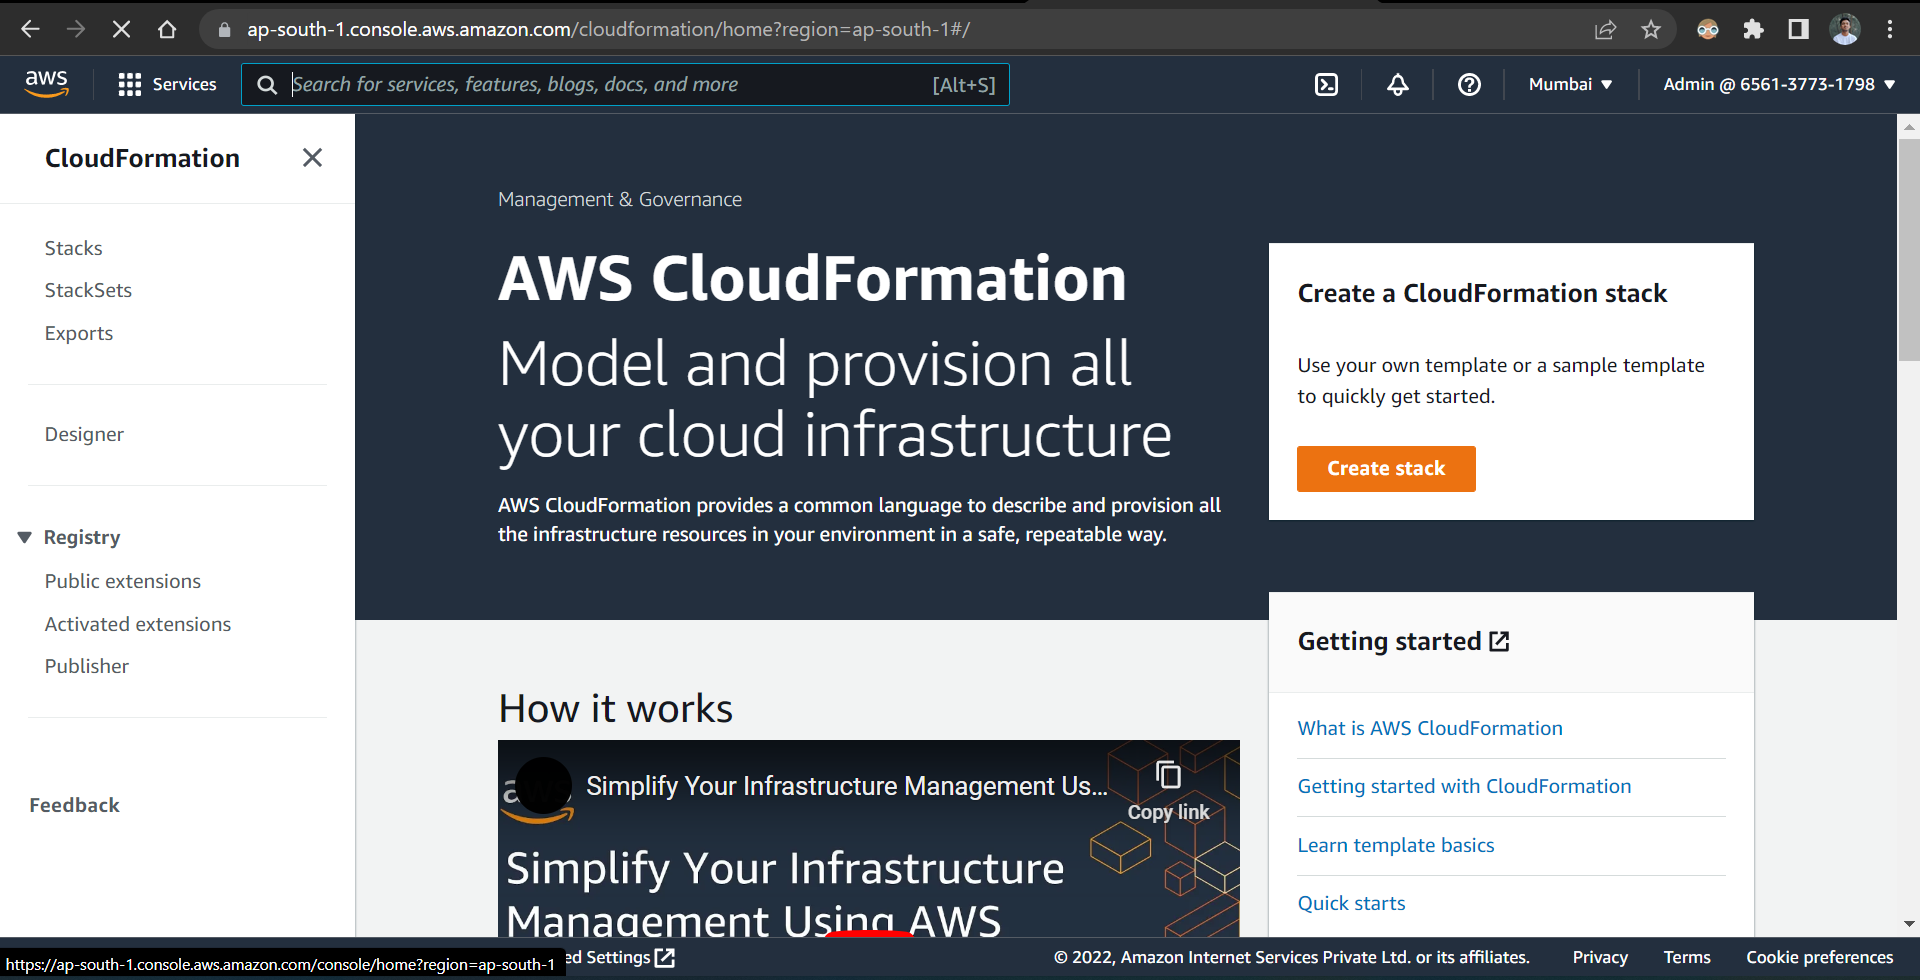 ap-south-1.console.aws.amazon.com/cloudformation/home?region=ap-south-1#/
aws
Services
Search for services, features, blogs, docs, and more
[Alt+S]
Mumbai
Admin @ 6561-3773-1798
CloudFormation
Stacks
StackSets
Exports
Designer
Registry
Public extensions
Activated extensions
Publisher
Feedback
Management & Governance
AWS CloudFormation
Model and provision all
your cloud infrastructure
AWS CloudFormation provides a common language to describe and provision all
the infrastructure resources in your environment in a safe, repeatable way.
Create a CloudFormation stack
Use your own template or a sample template
to quickly get started.
Create stack
How it works
aws
Simplify Your Infrastructure Management Us...
Copy link
Simplify Your Infrastructure
Management Using AWS
Getting started
What is AWS CloudFormation
Getting started with CloudFormation
Learn template basics
Quick starts
https://ap-south-1.console.aws.amazon.com/console/home?region=ap-south-1
ed Settings
© 2022, Amazon Internet Services Private Ltd. or its affiliates.
Privacy
Terms
Cookie preferences